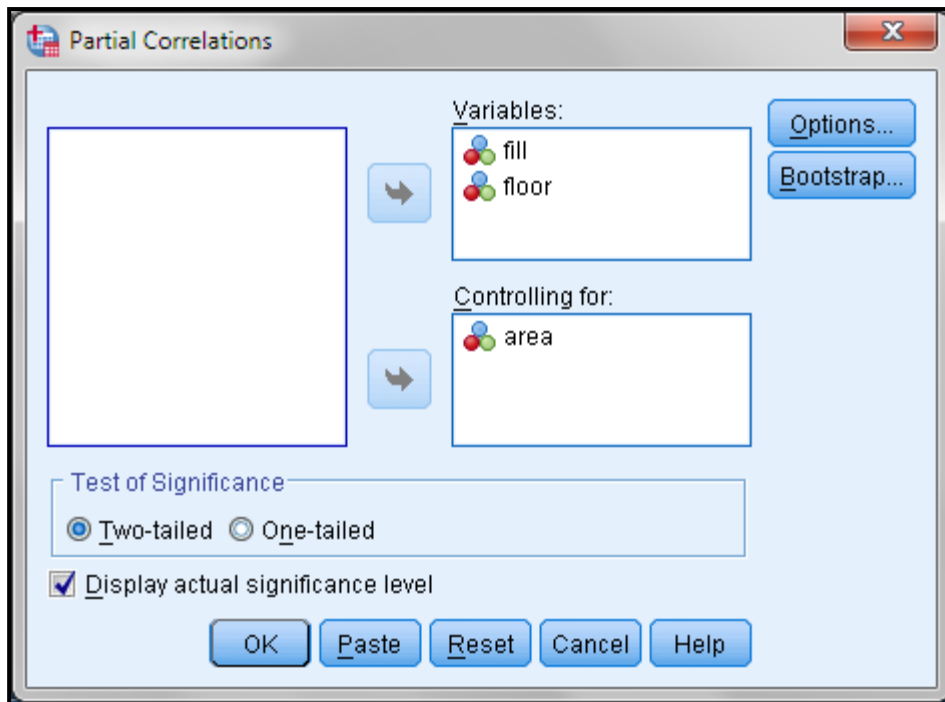 Partial Correlations
Variables:
fill
floor
Options...
Bootstrap...
Controlling for:
area
Test of Significance
Two-tailed One-tailed
Display actual significance level
OK Paste Reset Cancel Help